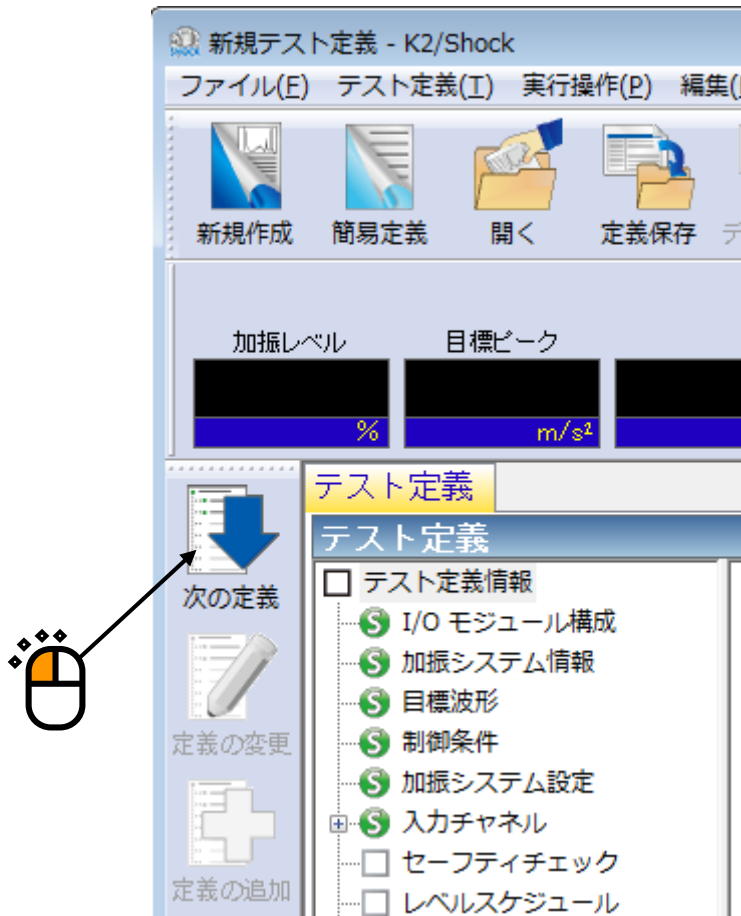 新規テスト定義 - K2/Shock
ファイル(F) テスト定義(T) 実行操作(P) 編集(
新規作成 簡易定義 開く 定義保存 デ
加振レベル 目標ピーク
% m/s²
テスト定義
テスト定義
次の定義
定義の変更
定義の追加
テスト定義情報
S I/O モジュール構成
S 加振システム情報
S 目標波形
S 制御条件
S 加振システム設定
S 入力チャネル
セーフティチェック
レベルスケジュール